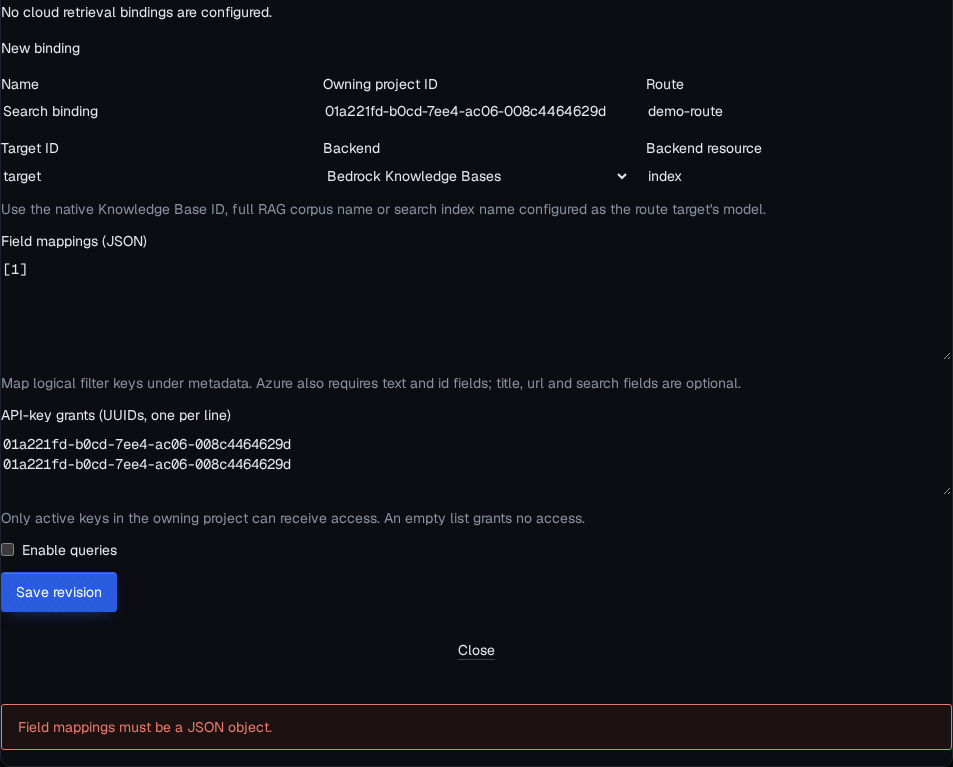 No cloud retrieval bindings are configured.
New binding
Name
Owning project ID
Route
Search binding
01a221fd-b0cd-7ee4-ac06-008c4464629d
demo-route
Target ID
Backend
Backend resource
target
Bedrock Knowledge Bases
index
Use the native Knowledge Base ID, full RAG corpus name or search index name configured as the route target's model.
Field mappings (JSON)
[1]
Map logical filter keys under metadata. Azure also requires text and id fields; title, url and search fields are optional.
API-key grants (UUIDs, one per line)
01a221fd-b0cd-7ee4-ac06-008c4464629d
01a221fd-b0cd-7ee4-ac06-008c4464629d
Only active keys in the owning project can receive access. An empty list grants no access.
Enable queries
Save revision
Close
Field mappings must be a JSON object.